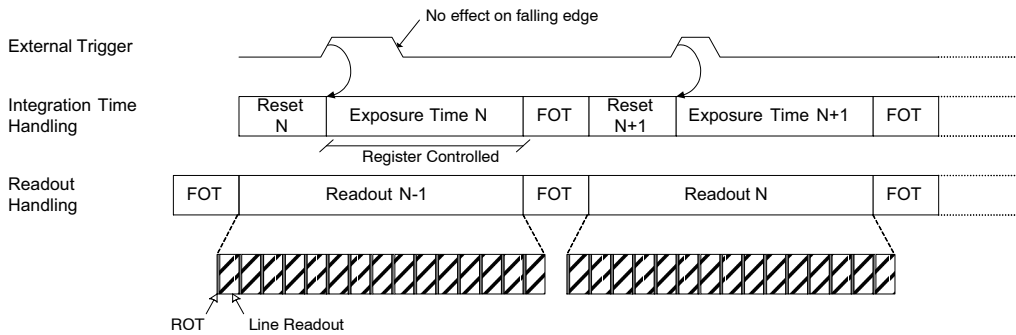 No effect on falling edge
External Trigger
Integration Time
Handling
Reset
N
Exposure Time N
FOT
Reset
N+1
Exposure Time N+1
FOT
Register Controlled
Readout
Handling
FOT
Readout N-1
FOT
Readout N
FOT
ROT
Line Readout